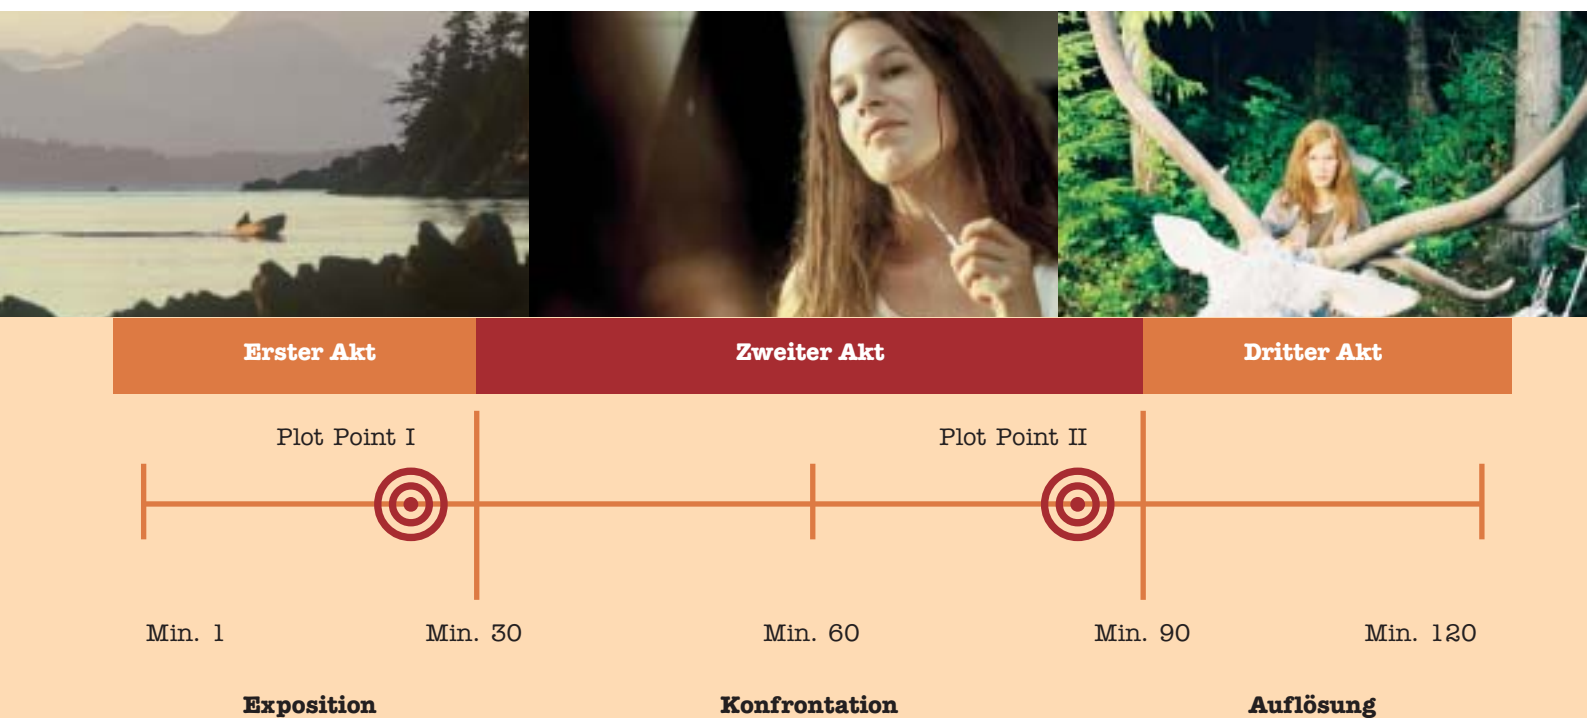 Erster Akt Zweiter Akt Dritter Akt
Plot Point I Plot Point II
Min. 1 Min. 30 Min. 60 Min. 90 Min. 120
Exposition Konfrontation Auflösung